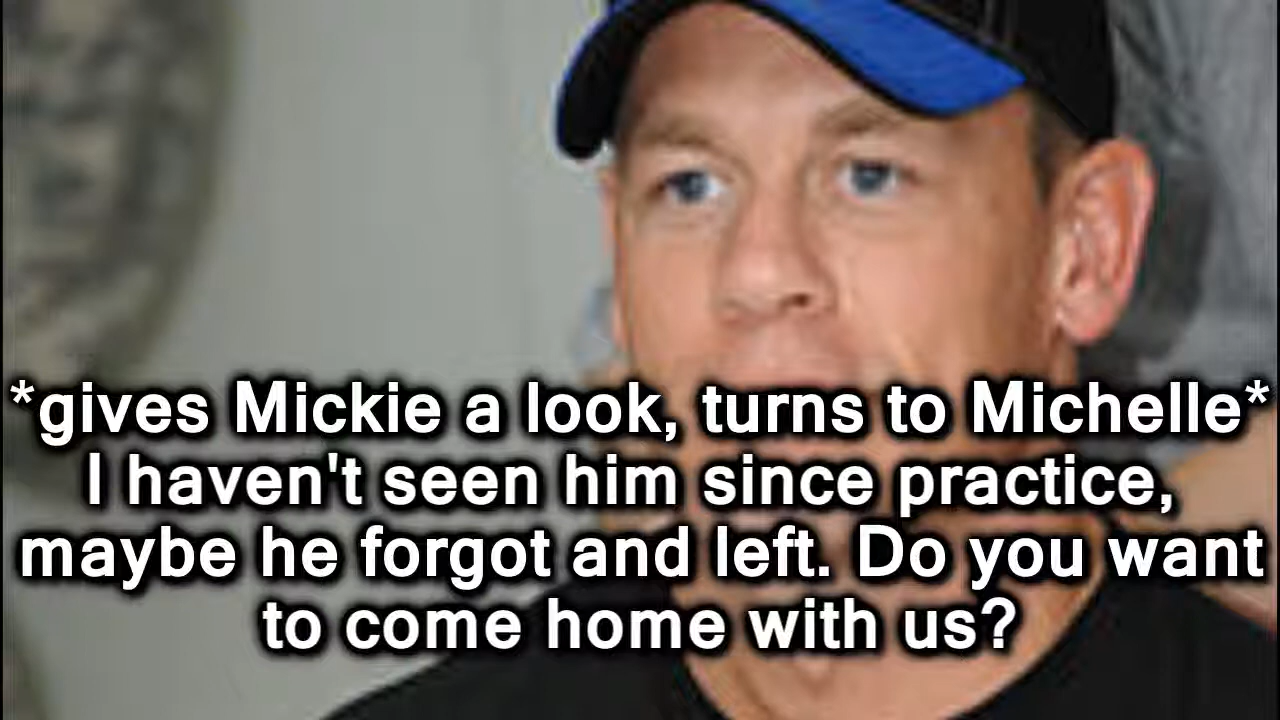 *gives Mickie a look, turns to Michelle*
I haven't seen him since practice,
maybe he forgot and left. Do you want
to come home with us?